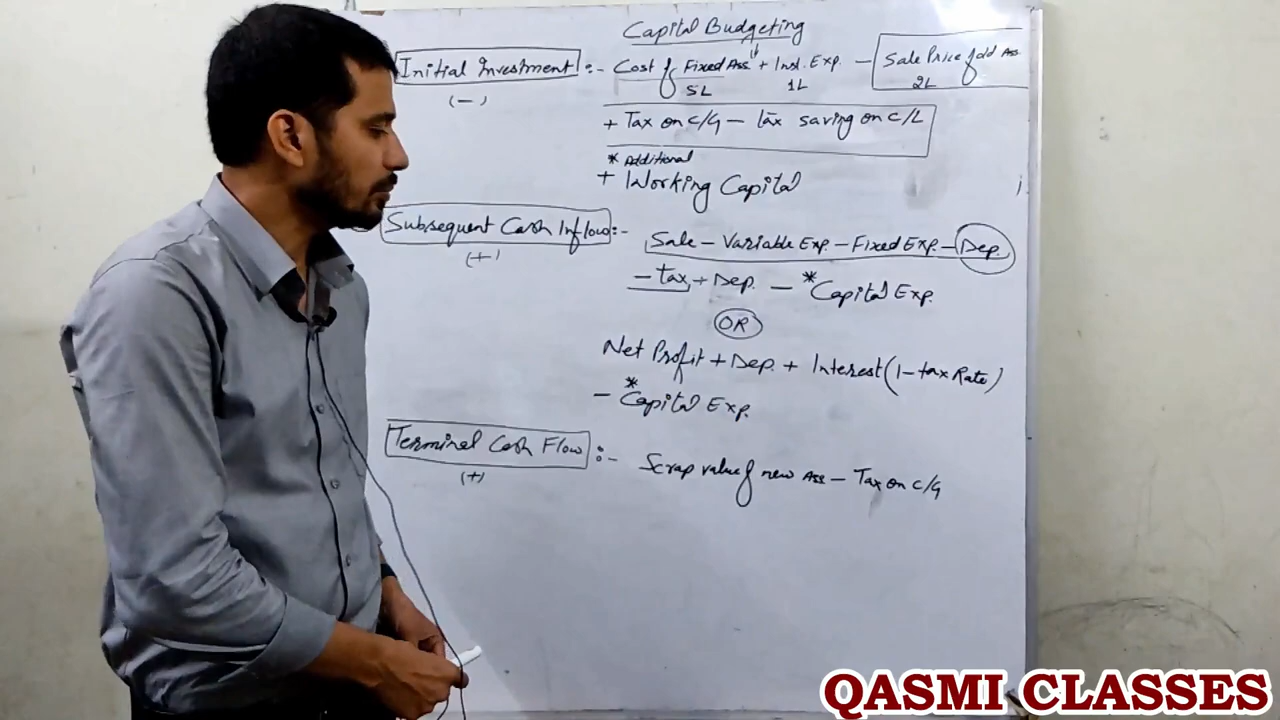 Capital Budgeting
Initial Investment :- Cost of Fixed Ass + Inst. Exp. - Sale Price of old Ass
(-) 5L 1L 2L
+ Tax on C/G - tax saving on C/L
* Additional
+ Working Capital
Subsequent Cash Inflow :- Sale - Variable Exp - Fixed Exp - Dep.
(+)
- tax + Dep. - *Capital Exp.
OR
Net Profit + Dep. + Interest (1 - tax Rate)
- *Capital Exp.
Terminal Cash Flow :- Scrap value of new Ass - Tax on C/G
(+)
QASMI CLASSES